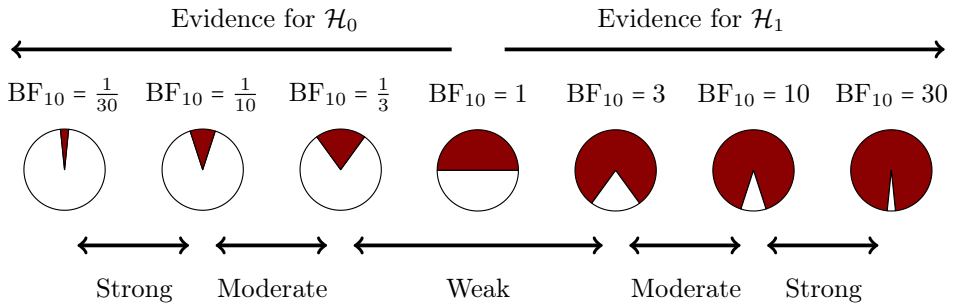 Evidence for ℋ₀ Evidence for ℋ₁
BF₁₀ = 1/30 BF₁₀ = 1/10 BF₁₀ = 1/3 BF₁₀ = 1 BF₁₀ = 3 BF₁₀ = 10 BF₁₀ = 30
Strong Moderate Weak Moderate Strong